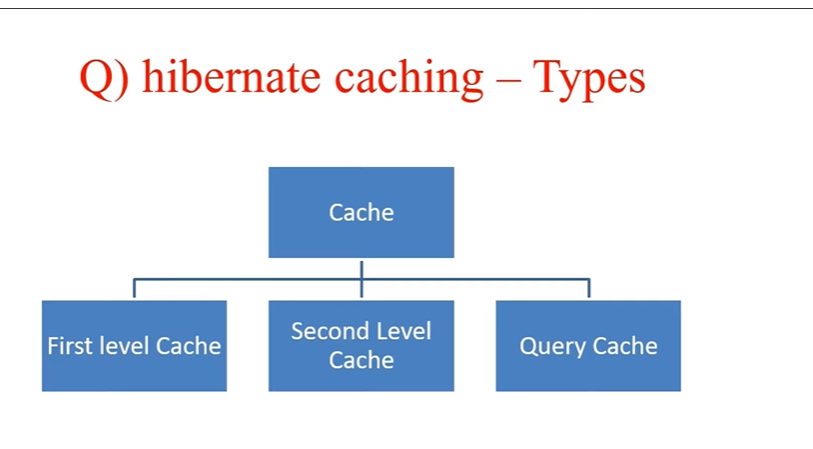 Q) hibernate caching – Types
Cache
First level Cache
Second Level
Cache
Query Cache